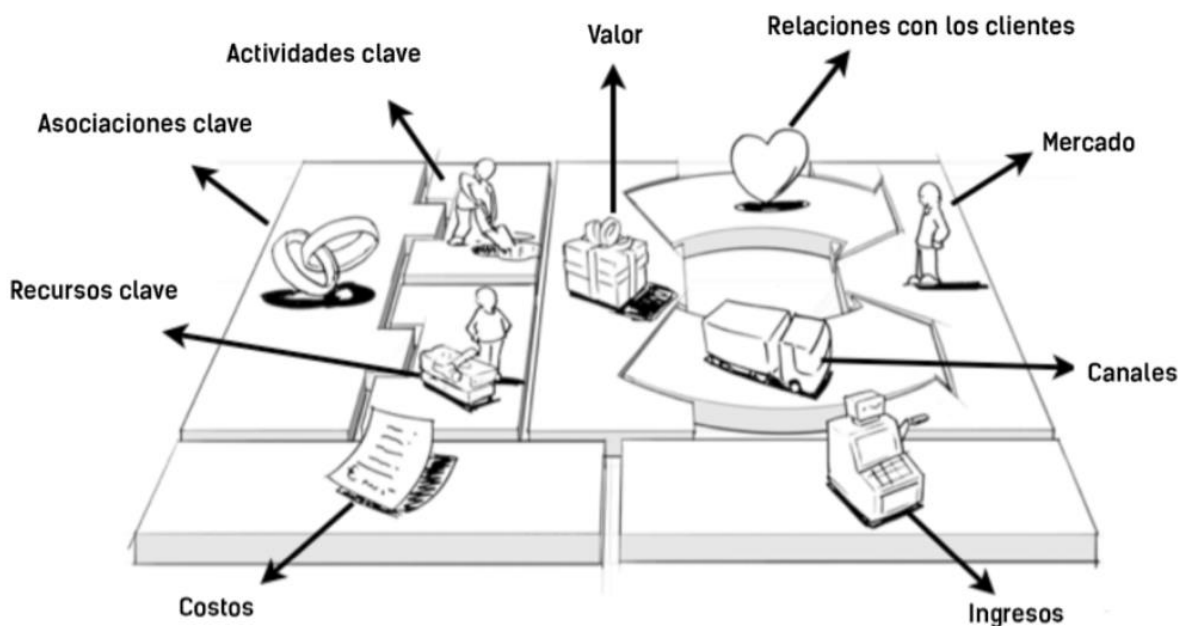 Relaciones con los clientes
Valor
Actividades clave
Asociaciones clave
Mercado
Recursos clave
Canales
Costos
Ingresos